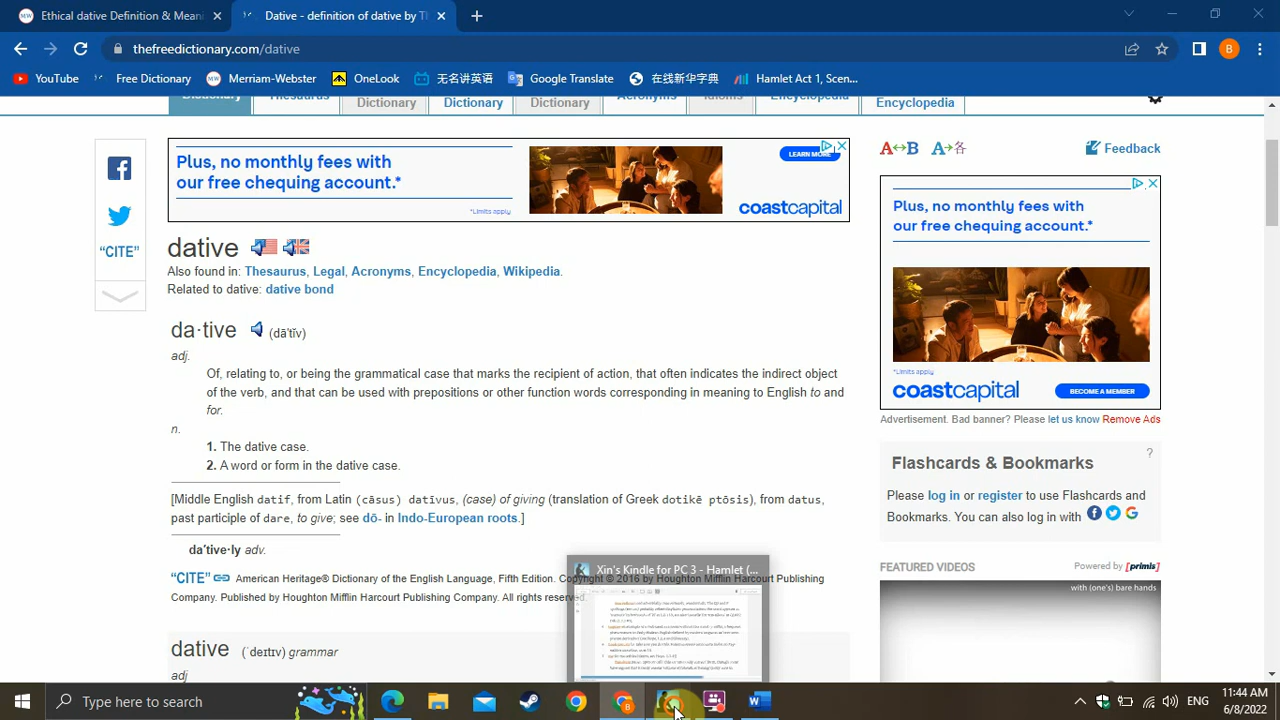 Ethical dative Definition & Meani
Dative - definition of dative by Th
thefreedictionary.com/dative
B
YouTube
Free Dictionary
MW Merriam-Webster
OneLook
无名讲英语
Google Translate
在线新华字典
Hamlet Act 1, Scen...
Dictionary
Thesaurus
Dictionary
Dictionary
Dictionary
Acronyms
Idioms
Encyclopedia
Encyclopedia
Plus, no monthly fees with
our free chequing account.*
*Limits apply
LEARN MORE
coastcapital
A↔B A→各
Feedback
"CITE"
dative
Also found in: Thesaurus, Legal, Acronyms, Encyclopedia, Wikipedia.
Related to dative: dative bond
da·tive (dā′tĭv)
adj.
Of, relating to, or being the grammatical case that marks the recipient of action, that often indicates the indirect object
of the verb, and that can be used with prepositions or other function words corresponding in meaning to English to and
for.
n.
1. The dative case.
2. A word or form in the dative case.
[Middle English datif, from Latin (cāsus) datīvus, (case) of giving (translation of Greek dotikē ptōsis), from datus,
past participle of dare, to give; see dō- in Indo-European roots.]
da′tive·ly adv.
"CITE" American Heritage® Dictionary of the English Language, Fifth Edition. Copyright © 2016 by Houghton Mifflin Harcourt Publishing
Company. Published by Houghton Mifflin Harcourt Publishing Company. All rights reserved.
dative (ˈdeɪtɪv) grammar
adj
Plus, no monthly fees with
our free chequing account.*
*Limits apply
coastcapital
BECOME A MEMBER
Advertisement. Bad banner? Please let us know Remove Ads
Flashcards & Bookmarks ?
Please log in or register to use Flashcards and
Bookmarks. You can also log in with
FEATURED VIDEOS
Powered by [primis]
with (one's) bare hands
Xin's Kindle for PC 3 - Hamlet (...
Type here to search
ENG
11:44 AM
6/8/2022